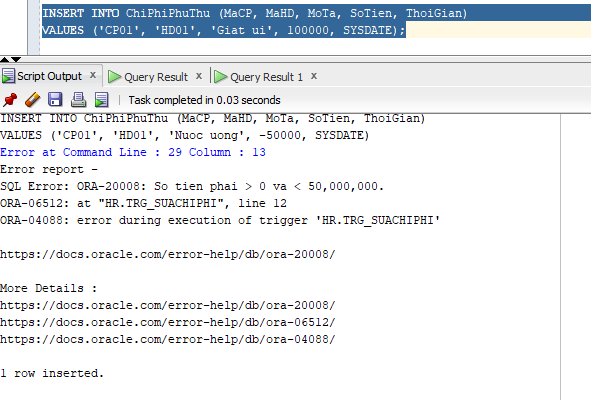 INSERT INTO ChiPhiPhuThu (MaCP, MaHD, MoTa, SoTien, ThoiGian)
VALUES ('CP01', 'HD01', 'Giat ui', 100000, SYSDATE);
Script Output x Query Result x Query Result 1 x
Task completed in 0.03 seconds
INSERT INTO ChiPhiPhuThu (MaCP, MaHD, MoTa, SoTien, ThoiGian)
VALUES ('CP01', 'HD01', 'Nuoc uong', -50000, SYSDATE)
Error at Command Line : 29 Column : 13
Error report -
SQL Error: ORA-20008: So tien phai > 0 va < 50,000,000.
ORA-06512: at "HR.TRG_SUACHIPHI", line 12
ORA-04088: error during execution of trigger 'HR.TRG_SUACHIPHI'
https://docs.oracle.com/error-help/db/ora-20008/
More Details :
https://docs.oracle.com/error-help/db/ora-20008/
https://docs.oracle.com/error-help/db/ora-06512/
https://docs.oracle.com/error-help/db/ora-04088/
1 row inserted.